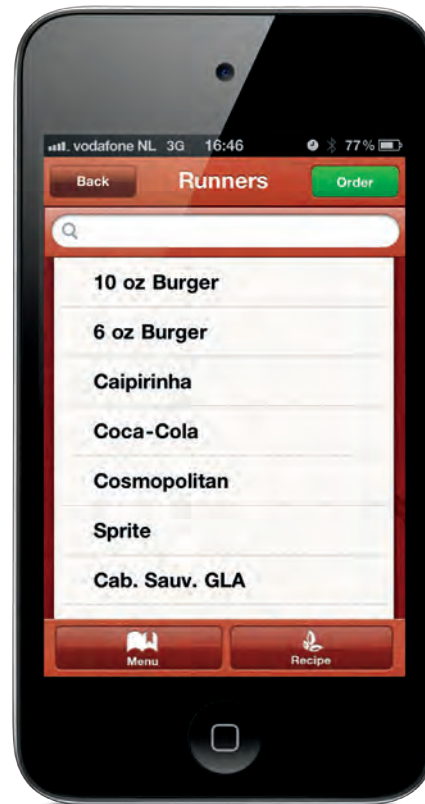 vodafone NL 3G 16:46 77%
Back Runners Order
10 oz Burger
6 oz Burger
Caipirinha
Coca-Cola
Cosmopolitan
Sprite
Cab. Sauv. GLA
Menu Recipe